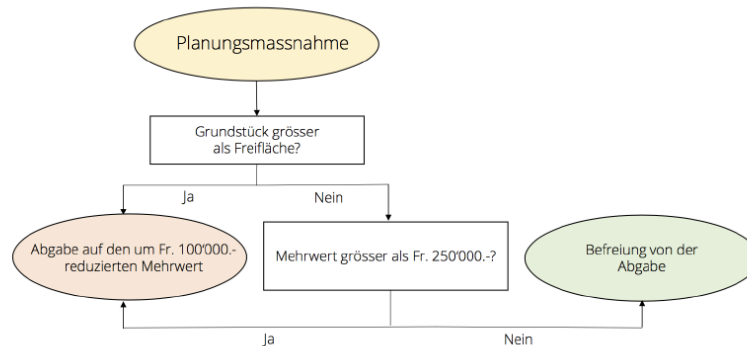 Planungsmassnahme
Grundstück grösser
als Freifläche?
Ja
Nein
Abgabe auf den um Fr. 100'000.-
reduzierten Mehrwert
Mehrwert grösser als Fr. 250'000.-?
Befreiung von der
Abgabe
Ja
Nein